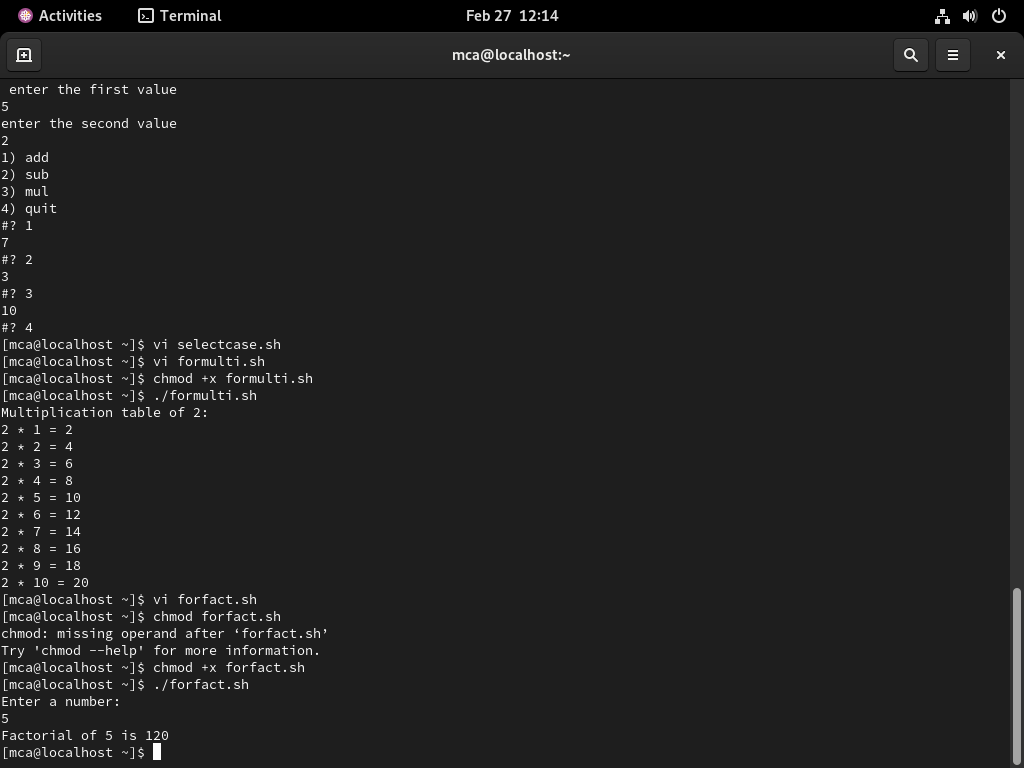 Activities Terminal Feb 27 12:14
mca@localhost:~
enter the first value
5
enter the second value
2
1) add
2) sub
3) mul
4) quit
#? 1
7
#? 2
3
#? 3
10
#? 4
[mca@localhost ~]$ vi selectcase.sh
[mca@localhost ~]$ vi formulti.sh
[mca@localhost ~]$ chmod +x formulti.sh
[mca@localhost ~]$ ./formulti.sh
Multiplication table of 2:
2 * 1 = 2
2 * 2 = 4
2 * 3 = 6
2 * 4 = 8
2 * 5 = 10
2 * 6 = 12
2 * 7 = 14
2 * 8 = 16
2 * 9 = 18
2 * 10 = 20
[mca@localhost ~]$ vi forfact.sh
[mca@localhost ~]$ chmod forfact.sh
chmod: missing operand after ‘forfact.sh’
Try 'chmod --help' for more information.
[mca@localhost ~]$ chmod +x forfact.sh
[mca@localhost ~]$ ./forfact.sh
Enter a number:
5
Factorial of 5 is 120
[mca@localhost ~]$